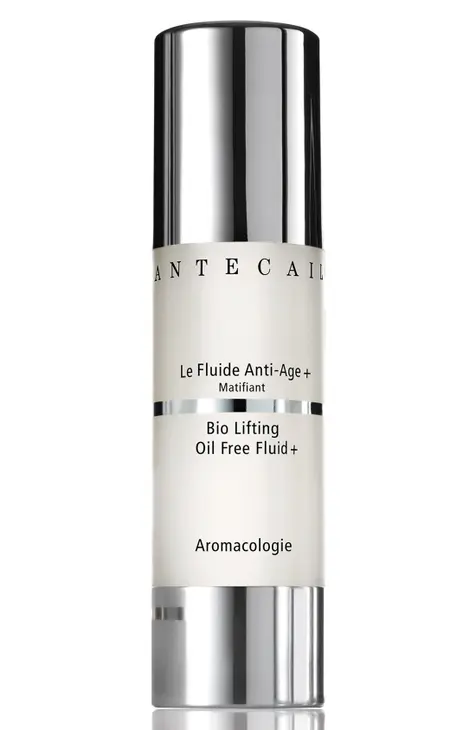 ANTECAIL
Le Fluide Anti-Age+
Matifiant
Bio Lifting
Oil Free Fluid+
Aromacologie